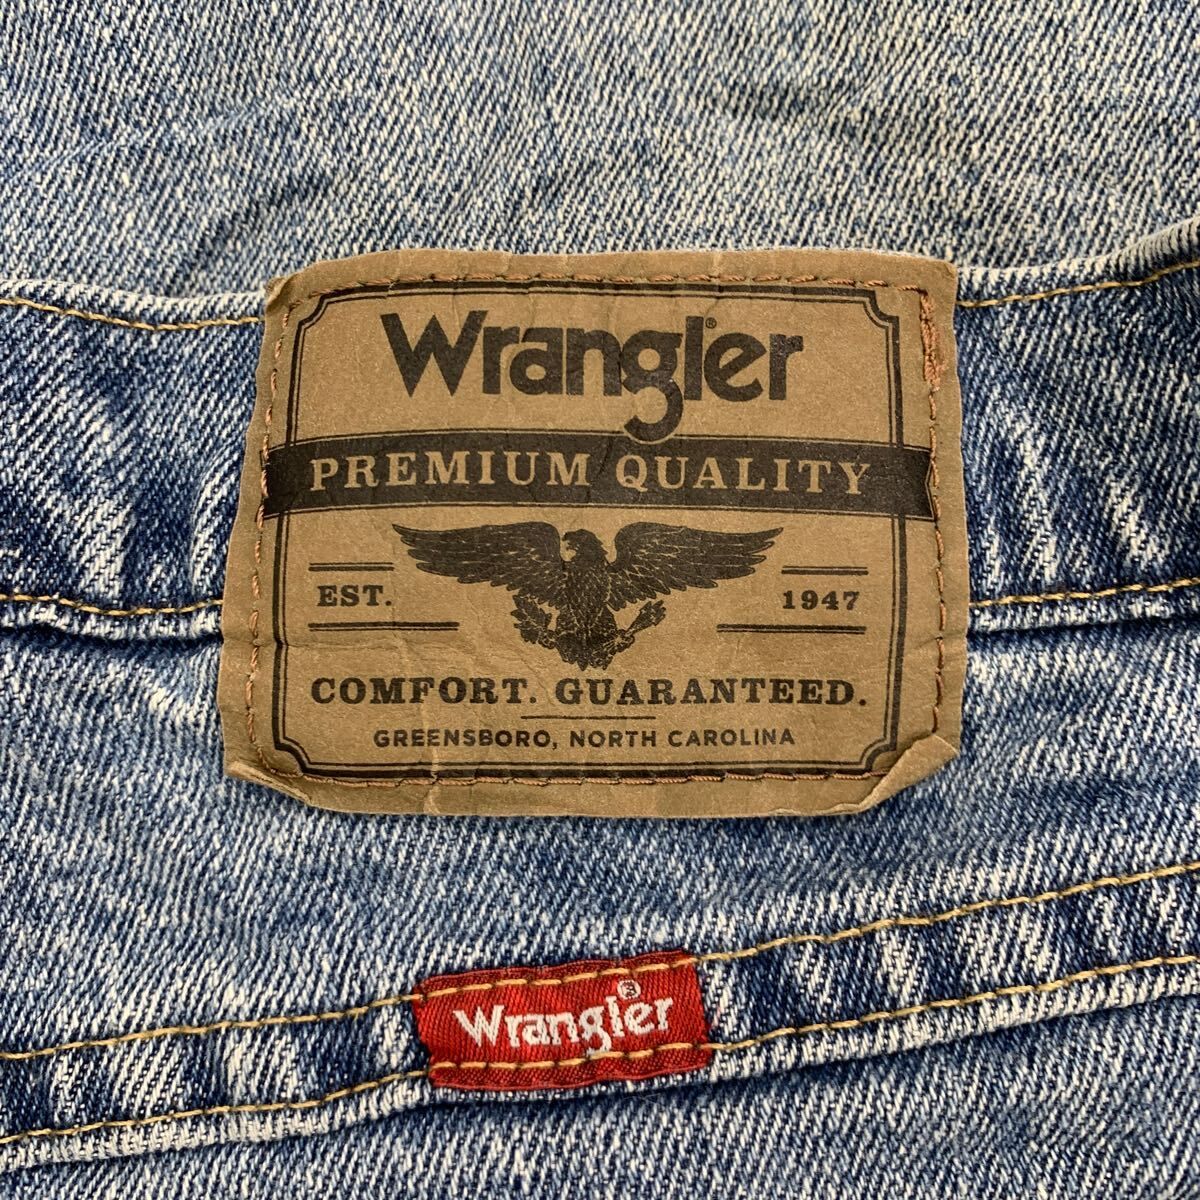 Wrangler®
PREMIUM QUALITY
EST. 1947
COMFORT. GUARANTEED.
GREENSBORO, NORTH CAROLINA
Wrangler®